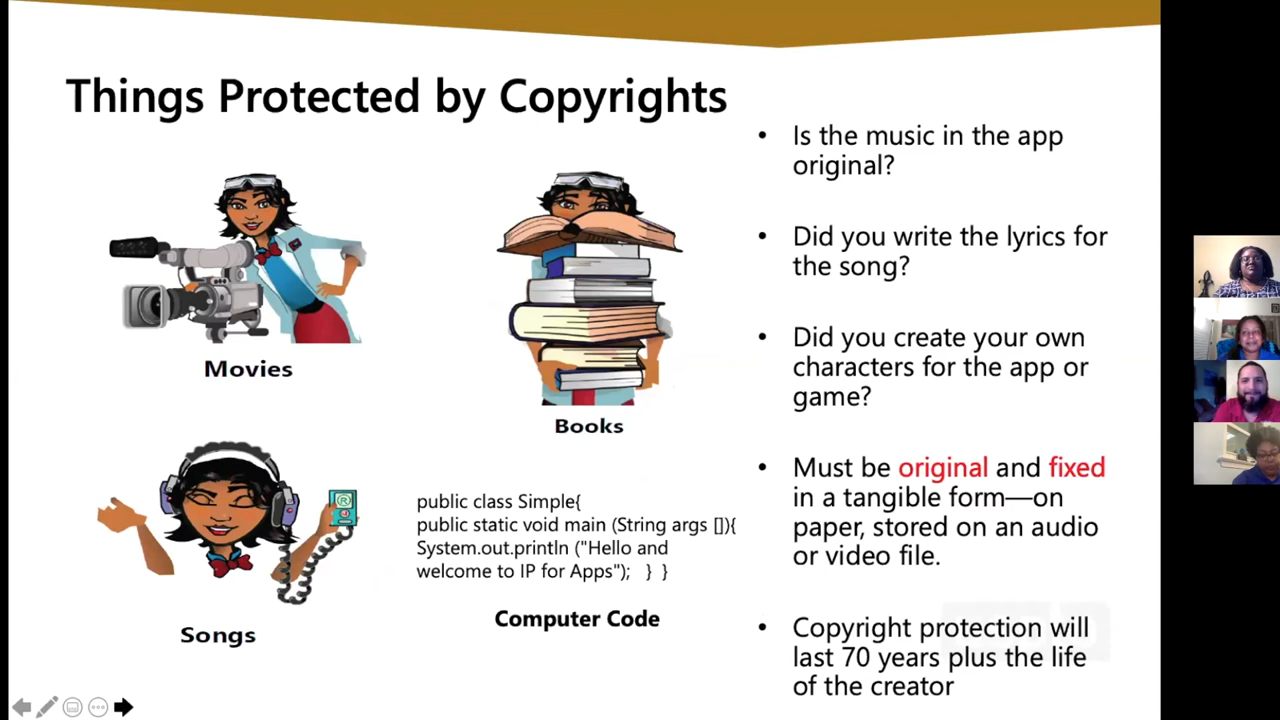 Things Protected by Copyrights
Movies
Books
Songs
public class Simple{
public static void main (String args []){
System.out.println ("Hello and
welcome to IP for Apps");   }  }
Computer Code
• Is the music in the app
original?
• Did you write the lyrics for
the song?
• Did you create your own
characters for the app or
game?
• Must be original and fixed
in a tangible form—on
paper, stored on an audio
or video file.
• Copyright protection will
last 70 years plus the life
of the creator